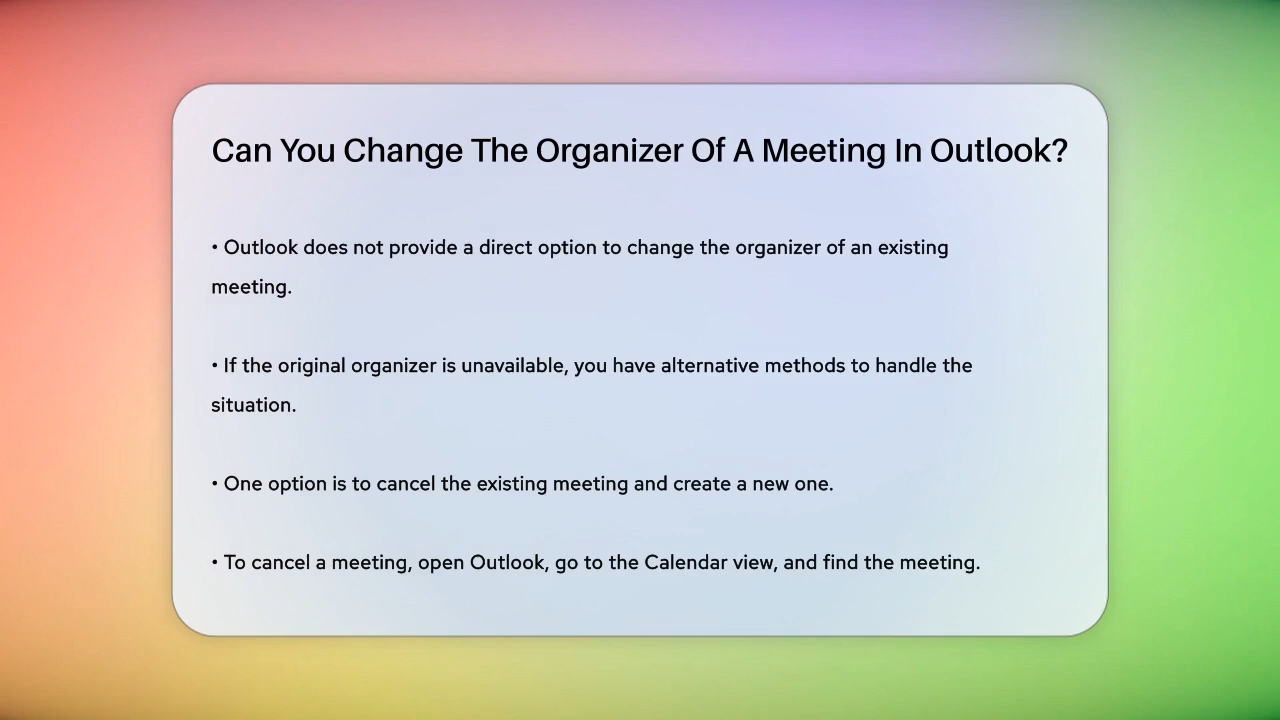 Can You Change The Organizer Of A Meeting In Outlook?
• Outlook does not provide a direct option to change the organizer of an existing
meeting.
• If the original organizer is unavailable, you have alternative methods to handle the
situation.
• One option is to cancel the existing meeting and create a new one.
• To cancel a meeting, open Outlook, go to the Calendar view, and find the meeting.